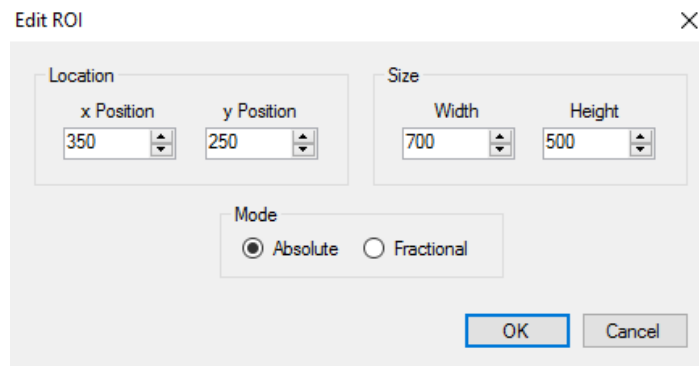 Edit ROI
Location
Size
x Position y Position
Width Height
350 250
700 500
Mode
Absolute Fractional
OK Cancel